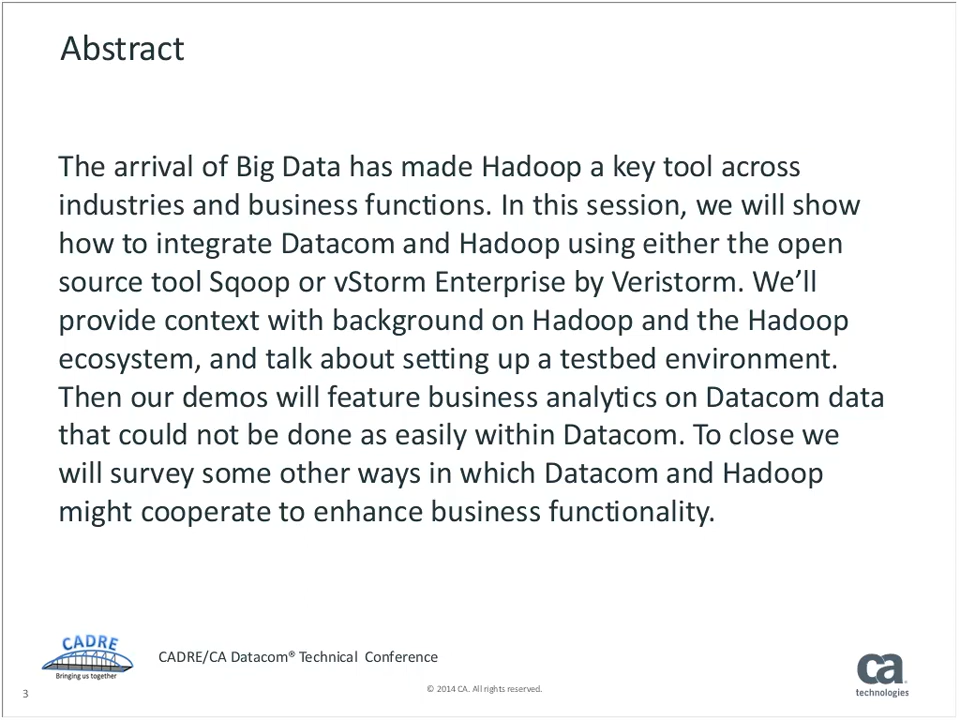 Abstract
The arrival of Big Data has made Hadoop a key tool across
industries and business functions. In this session, we will show
how to integrate Datacom and Hadoop using either the open
source tool Sqoop or vStorm Enterprise by Veristorm. We’ll
provide context with background on Hadoop and the Hadoop
ecosystem, and talk about setting up a testbed environment.
Then our demos will feature business analytics on Datacom data
that could not be done as easily within Datacom. To close we
will survey some other ways in which Datacom and Hadoop
might cooperate to enhance business functionality.
CADRE
Bringing us together
CADRE/CA Datacom® Technical Conference
ca
technologies
3
© 2014 CA. All rights reserved.